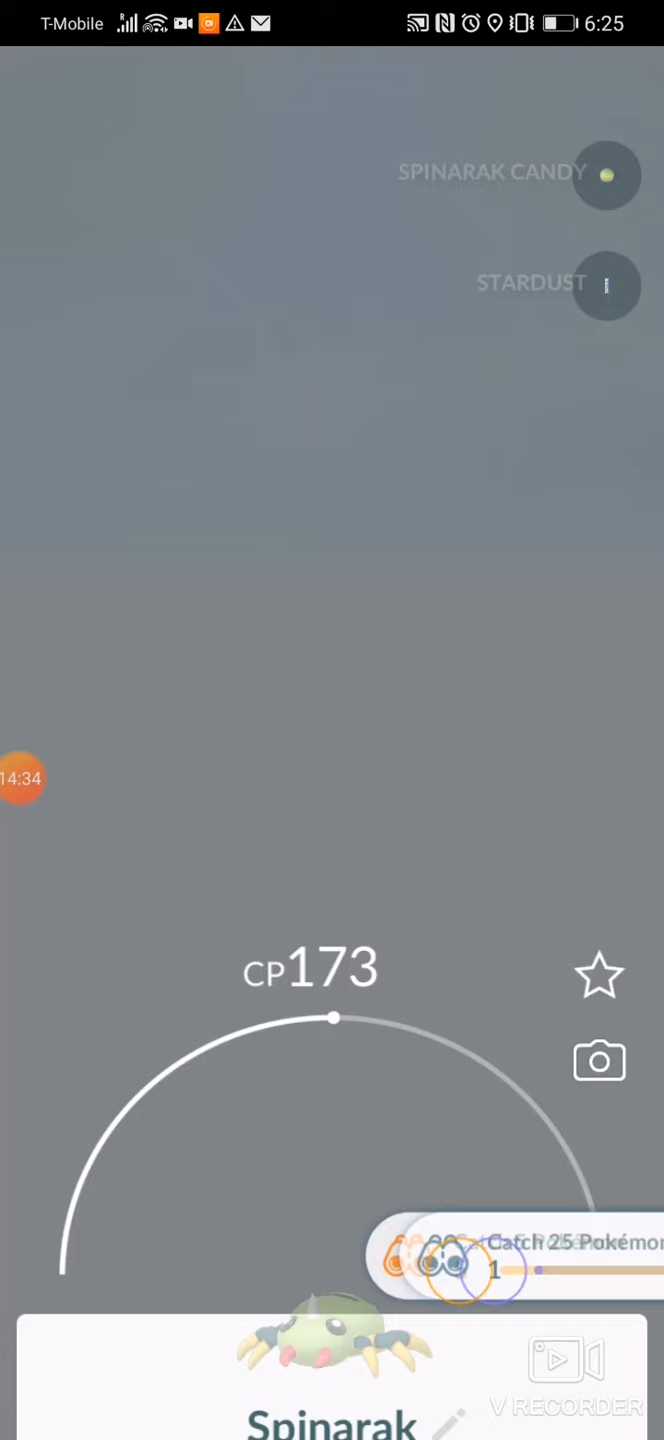 T-Mobile 6:25
SPINARAK CANDY
STARDUST
14:34
CP173
Catch 25 Pokémon
1
Spinarak
V RECORDER